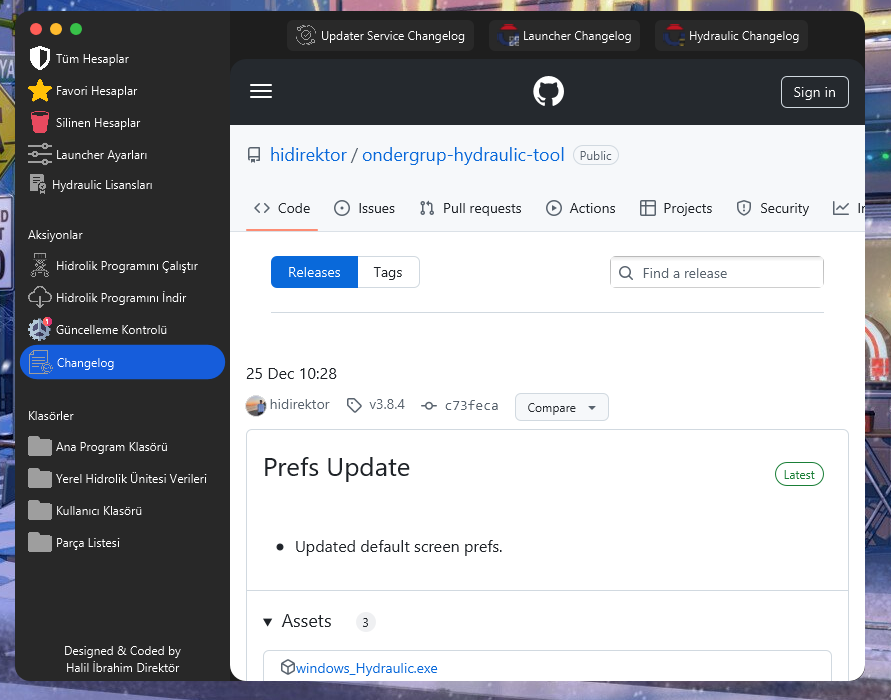 Tüm Hesaplar
Favori Hesaplar
Silinen Hesaplar
Launcher Ayarları
Hydraulic Lisansları
Aksiyonlar
Hidrolik Programını Çalıştır
Hidrolik Programını İndir
1
Güncelleme Kontrolü
Changelog
Klasörler
Ana Program Klasörü
Yerel Hidrolik Ünitesi Verileri
Kullanıcı Klasörü
Parça Listesi
Designed & Coded by
Halil İbrahim Direktör
Updater Service Changelog Launcher Changelog Hydraulic Changelog
Sign in
hidirektor / ondergrup-hydraulic-tool Public
Code Issues Pull requests Actions Projects Security
Releases Tags Find a release
25 Dec 10:28
hidirektor v3.8.4 c73feca Compare
Prefs Update
Latest
Updated default screen prefs.
Assets 3
windows_Hydraulic.exe